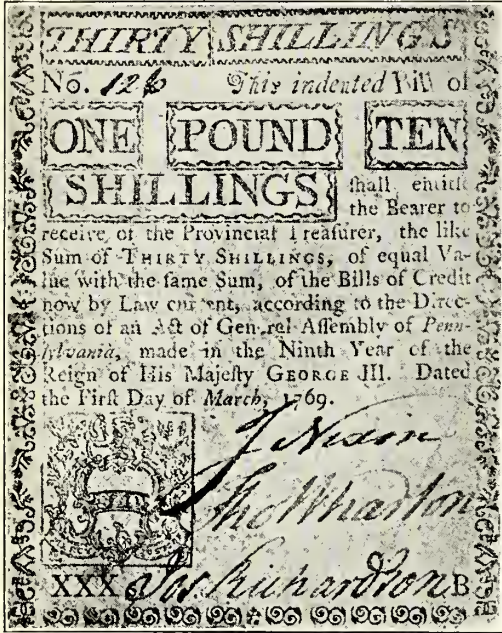 THIRTY SHILLINGS
No. 126 This indented Bill of
ONE POUND TEN
SHILLINGS shall entitle
the Bearer to
receive of the Provincial Treasurer, the like
Sum of THIRTY SHILLINGS, of equal Va-
lue with the same Sum, of the Bills of Credit
now by Law current, according to the Direc-
tions of an Act of General Assembly of Penn-
sylvania, made in the Ninth Year of the
Reign of His Majesty GEORGE III. Dated
the First Day of March, 1769.
J Nixon
Tho Wharton
XXX Jos Richardson B